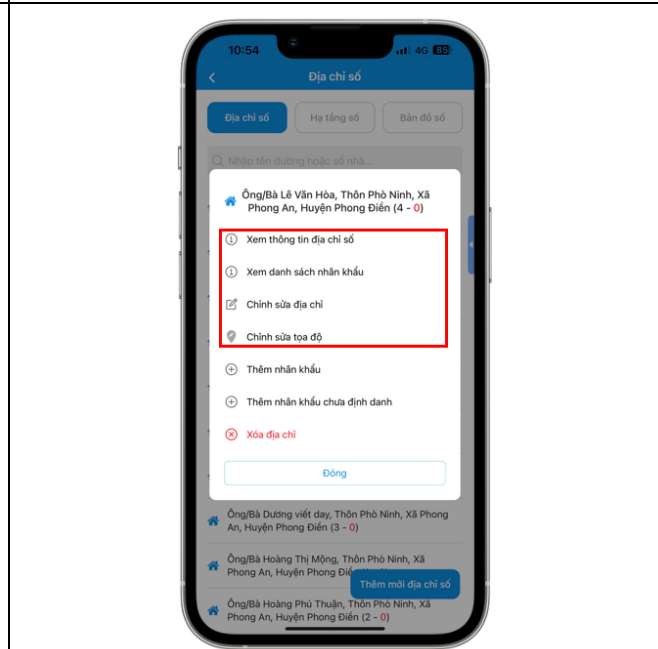 10:54
4G 85
Địa chỉ số
Địa chỉ số
Hạ tầng số
Bản đồ số
Nhập tên đường hoặc số nhà...
Ông/Bà Lê Văn Hòa, Thôn Phò Ninh, Xã
Phong An, Huyện Phong Điền (4 - 0)
Xem thông tin địa chỉ số
Xem danh sách nhân khẩu
Chỉnh sửa địa chỉ
Chỉnh sửa tọa độ
Thêm nhân khẩu
Thêm nhân khẩu chưa định danh
Xóa địa chỉ
Đóng
Ông/Bà Dương viết day, Thôn Phò Ninh, Xã Phong
An, Huyện Phong Điền (3 - 0)
Ông/Bà Hoàng Thị Mộng, Thôn Phò Ninh, Xã
Phong An, Huyện Phong
Thêm mới địa chỉ số
Ông/Bà Hoàng Phú Thuận, Thôn Phò Ninh, Xã
Phong An, Huyện Phong Điền (2 - 0)